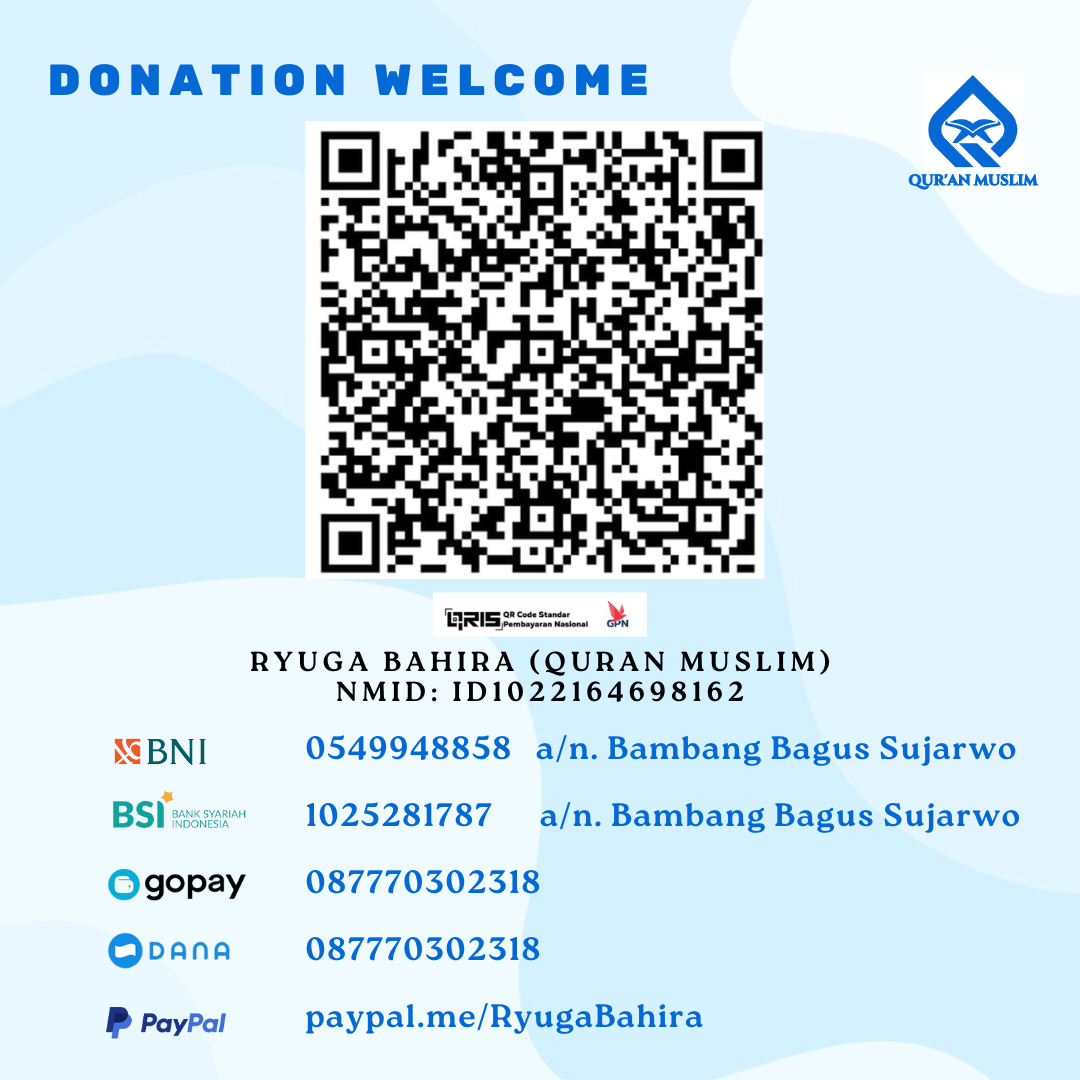 DONATION WELCOME
QUR'AN MUSLIM
QRIS QR Code Standar
Pembayaran Nasional
GPN
RYUGA BAHIRA (QURAN MUSLIM)
NMID: ID1022164698162
BNI 0549948858 a/n. Bambang Bagus Sujarwo
BSI BANK SYARIAH
INDONESIA
1025281787 a/n. Bambang Bagus Sujarwo
gopay 087770302318
DANA 087770302318
PayPal paypal.me/RyugaBahira